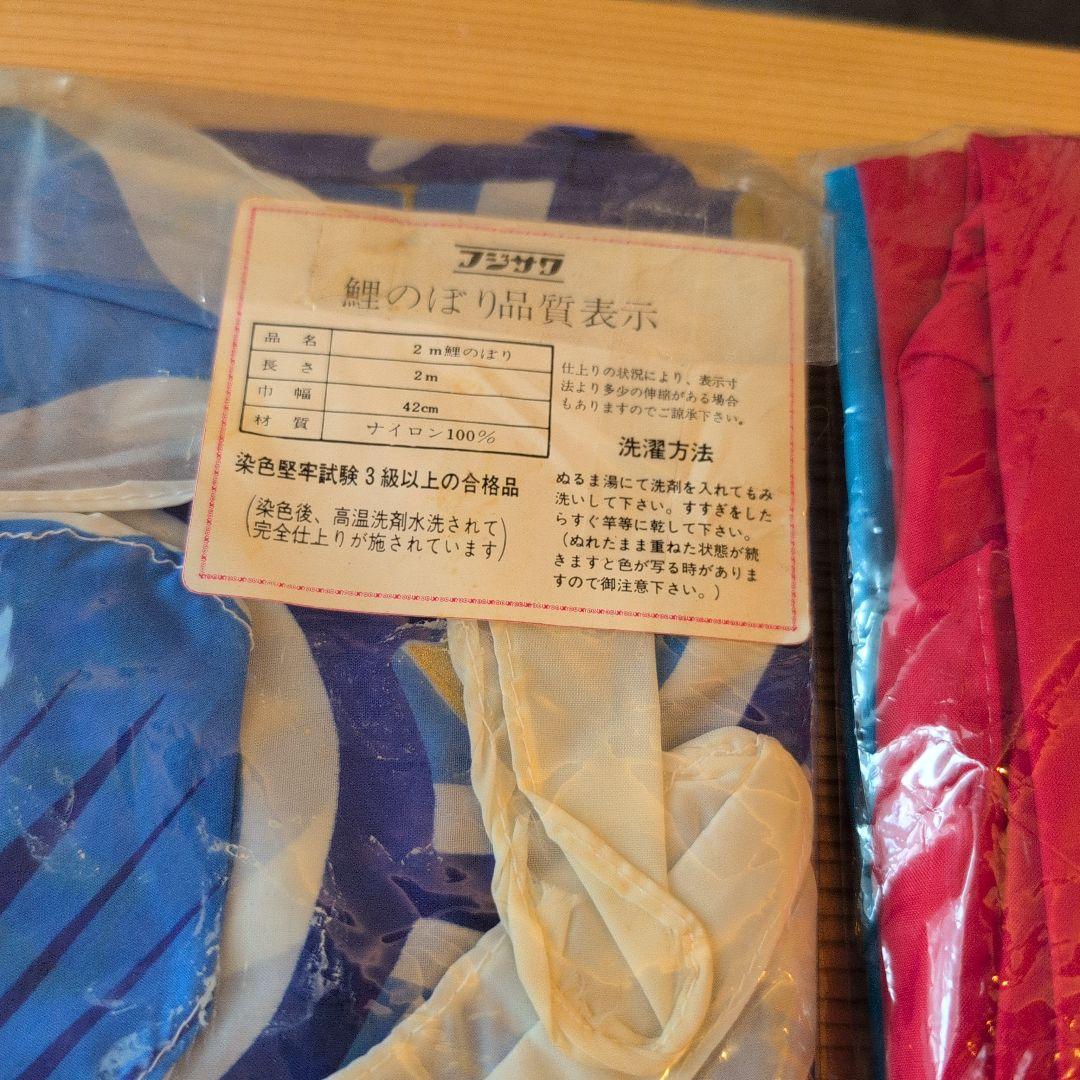 フジサワ
鯉のぼり品質表示
品名 2m鯉のぼり
長さ 2m
巾幅 42cm
材質 ナイロン100%
染色堅牢試験3級以上の合格品
(染色後、高温洗剤水洗されて
完全仕上りが施されています)
仕上りの状況により、表示寸
法より多少の伸縮がある場合
もありますのでご諒承下さい。
洗濯方法
ぬるま湯にて洗剤を入れてもみ
洗いして下さい。すすぎをした
らすぐ竿等に乾して下さい。
(ぬれたまま重ねた状態が続
きますと色が写る時がありま
すので御注意下さい。)